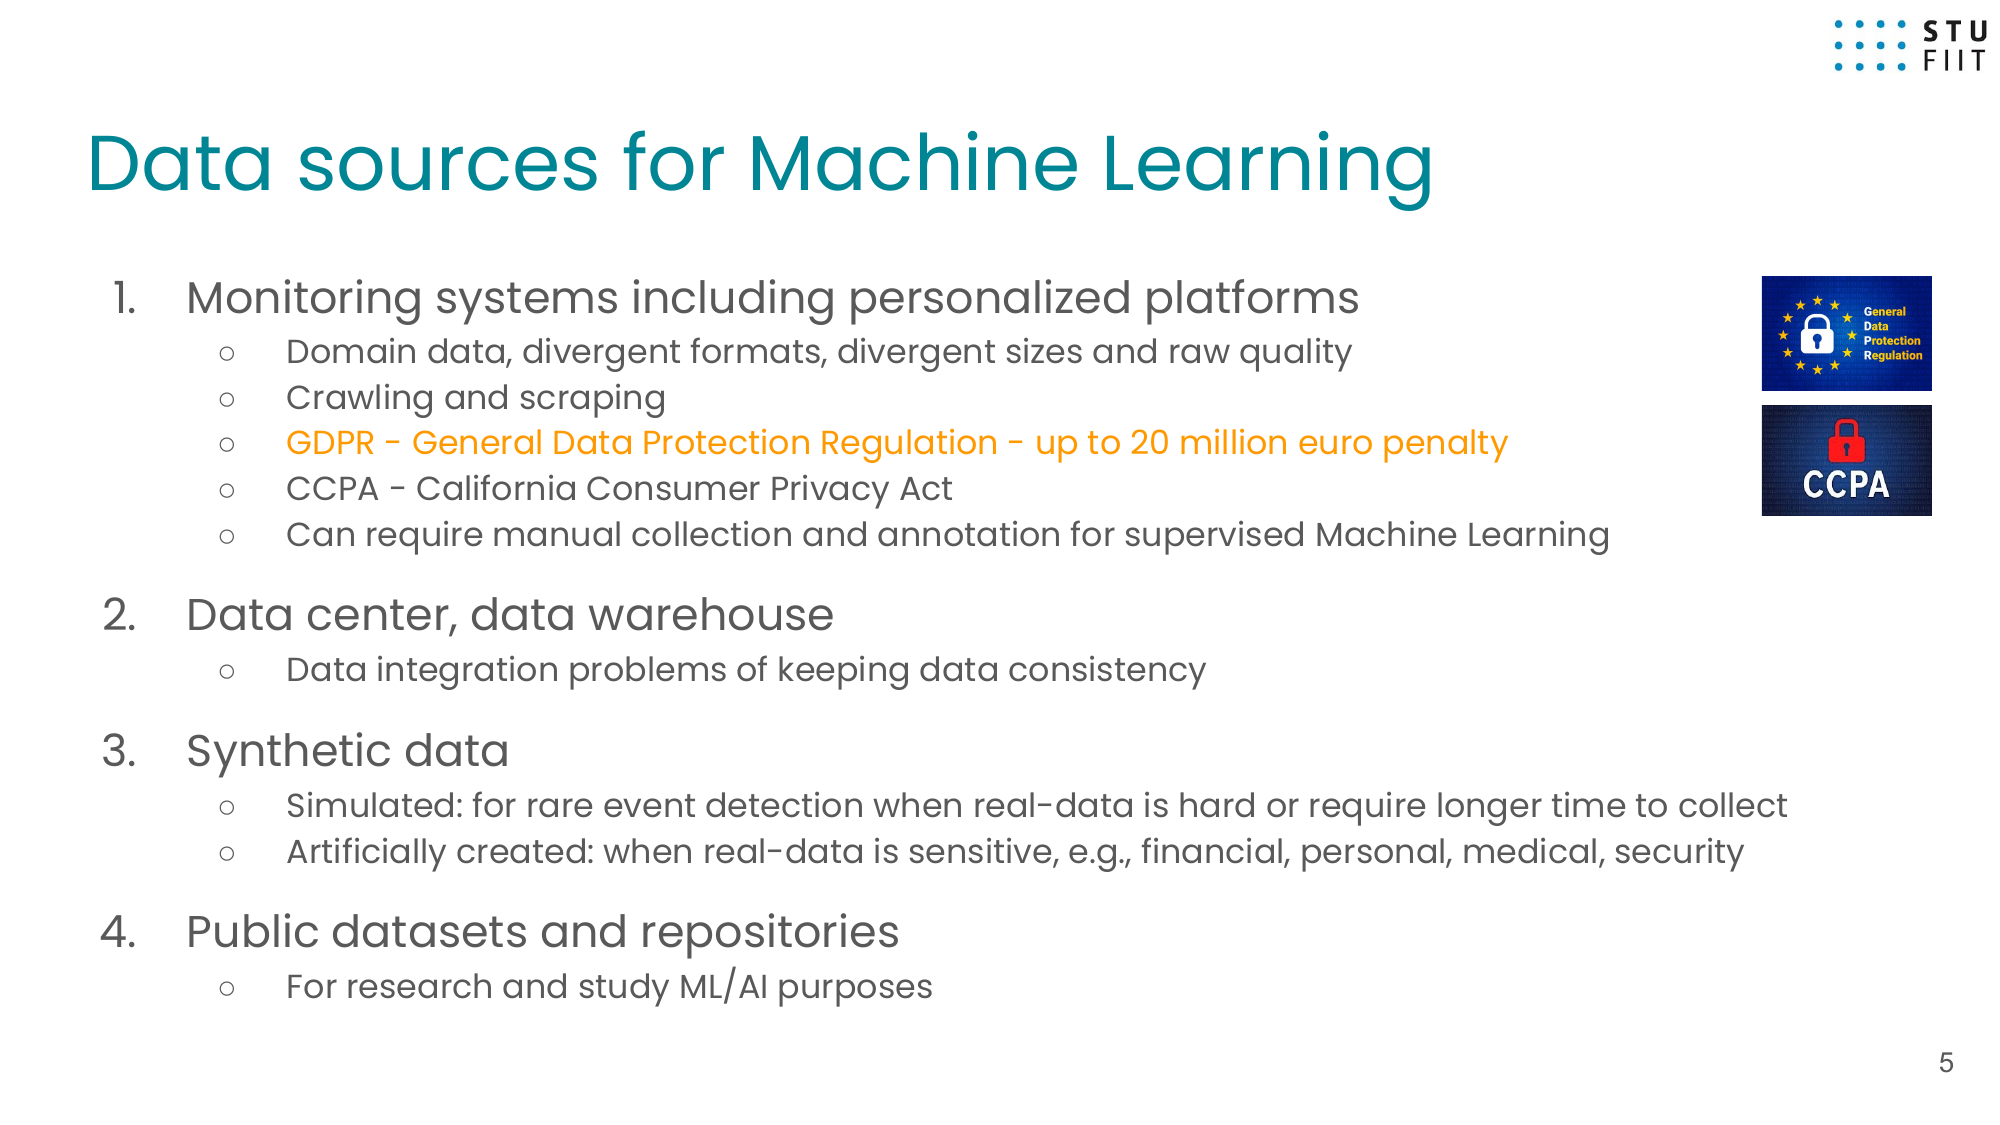 STU
FIIT
Data sources for Machine Learning
1. Monitoring systems including personalized platforms
○ Domain data, divergent formats, divergent sizes and raw quality
○ Crawling and scraping
○ GDPR - General Data Protection Regulation - up to 20 million euro penalty
○ CCPA - California Consumer Privacy Act
○ Can require manual collection and annotation for supervised Machine Learning
General
Data
Protection
Regulation
CCPA
2. Data center, data warehouse
○ Data integration problems of keeping data consistency
3. Synthetic data
○ Simulated: for rare event detection when real-data is hard or require longer time to collect
○ Artificially created: when real-data is sensitive, e.g., financial, personal, medical, security
4. Public datasets and repositories
○ For research and study ML/AI purposes
5